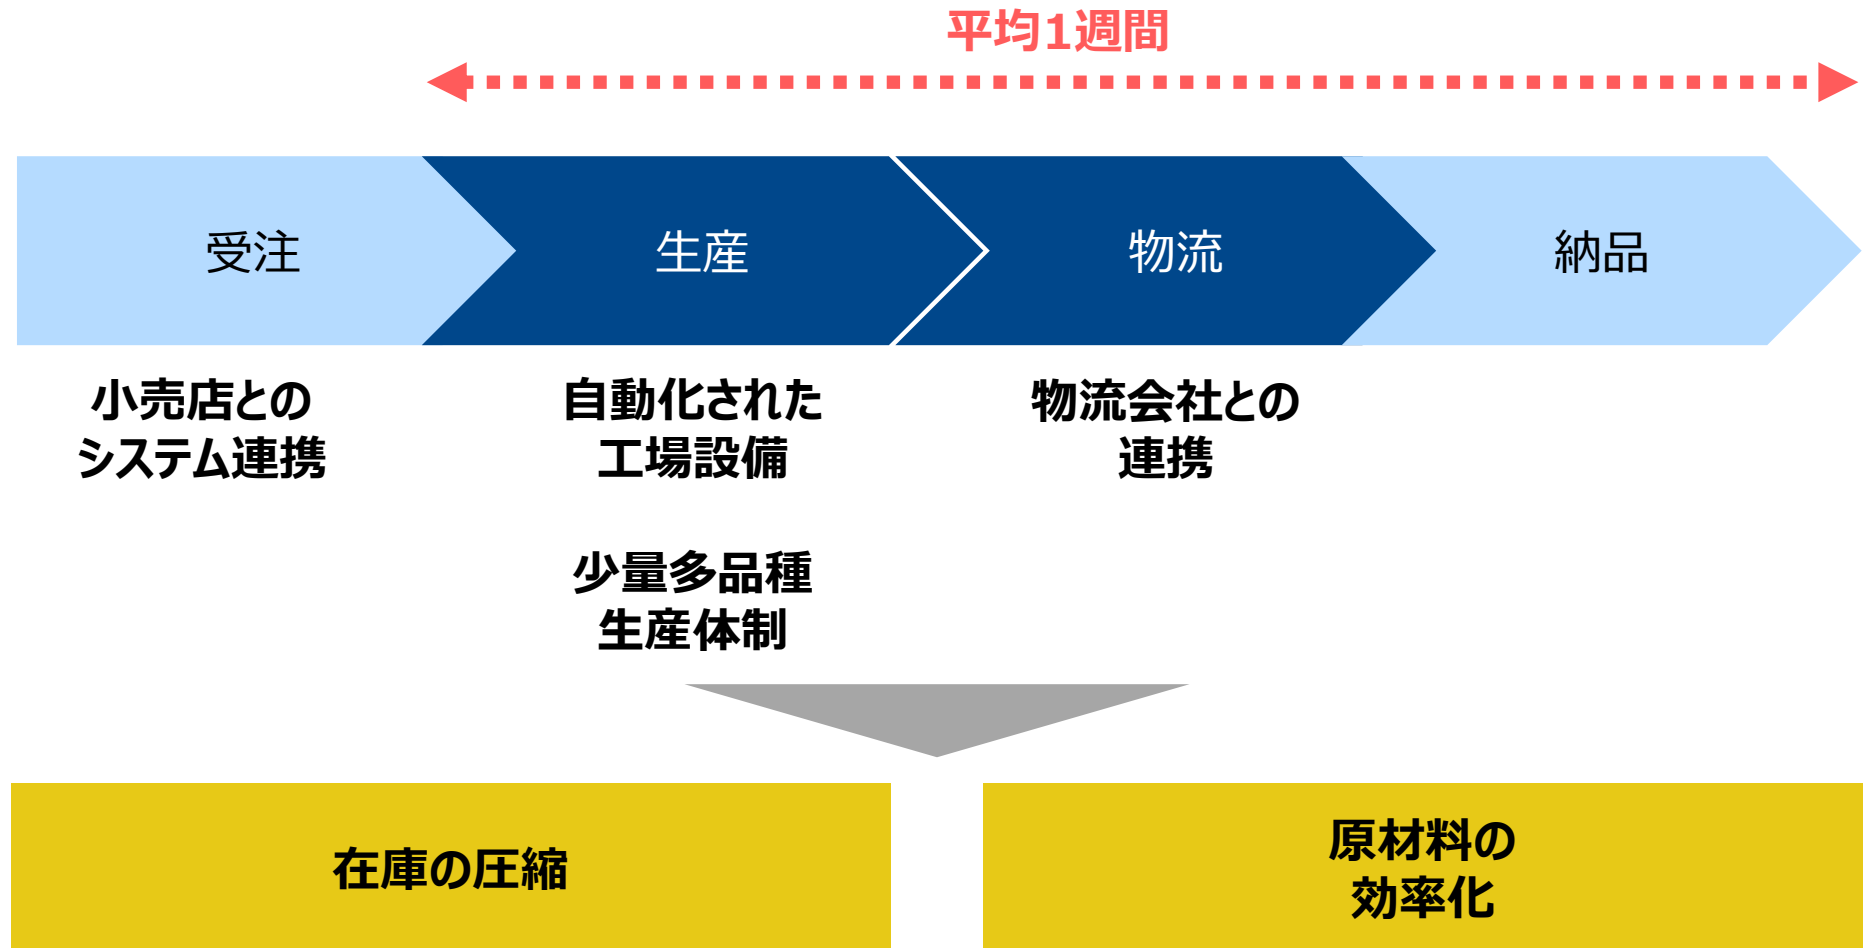 平均1週間
受注
生産
物流
納品
小売店との
システム連携
自動化された
工場設備
少量多品種
生産体制
物流会社との
連携
在庫の圧縮
原材料の
効率化